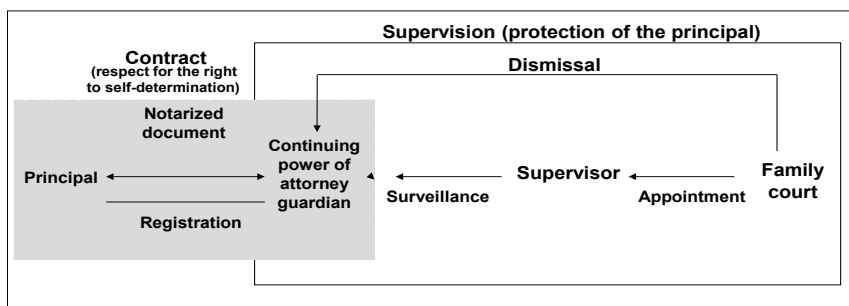 Supervision (protection of the principal)
Contract
(respect for the right
to self-determination)
Dismissal
Notarized
document
Continuing
power of
attorney
guardian
Principal
Registration
Surveillance
Supervisor
Appointment
Family
court